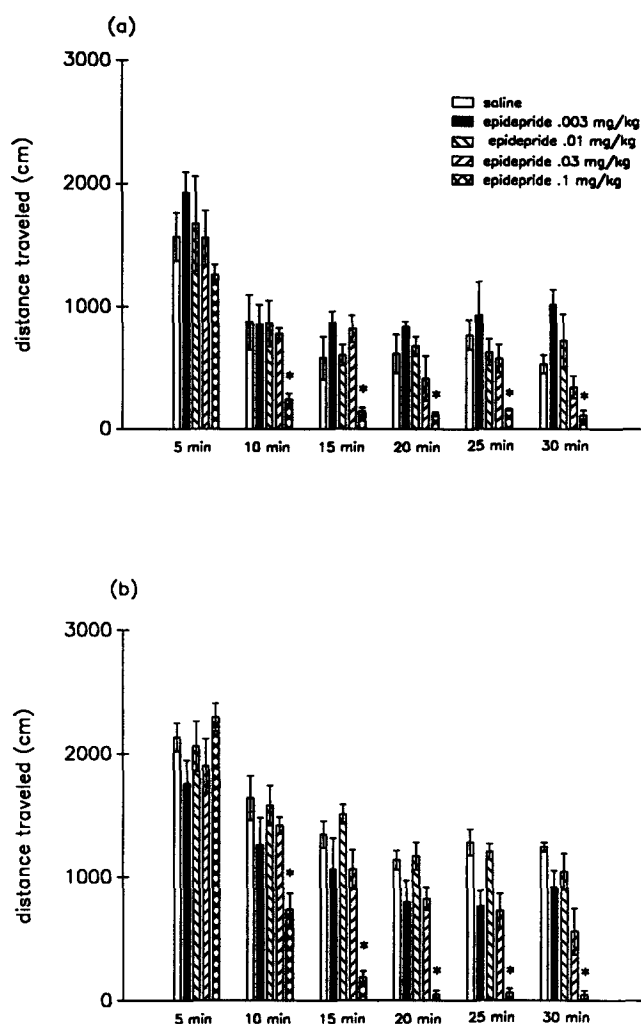 (a)
3000
2000
1000
0
distance traveled (cm)
saline
epidepride .003 mg/kg
epidepride .01 mg/kg
epidepride .03 mg/kg
epidepride .1 mg/kg
* * * * *
5 min 10 min 15 min 20 min 25 min 30 min
(b)
3000
2000
1000
0
distance traveled (cm)
* * * * *
5 min 10 min 15 min 20 min 25 min 30 min